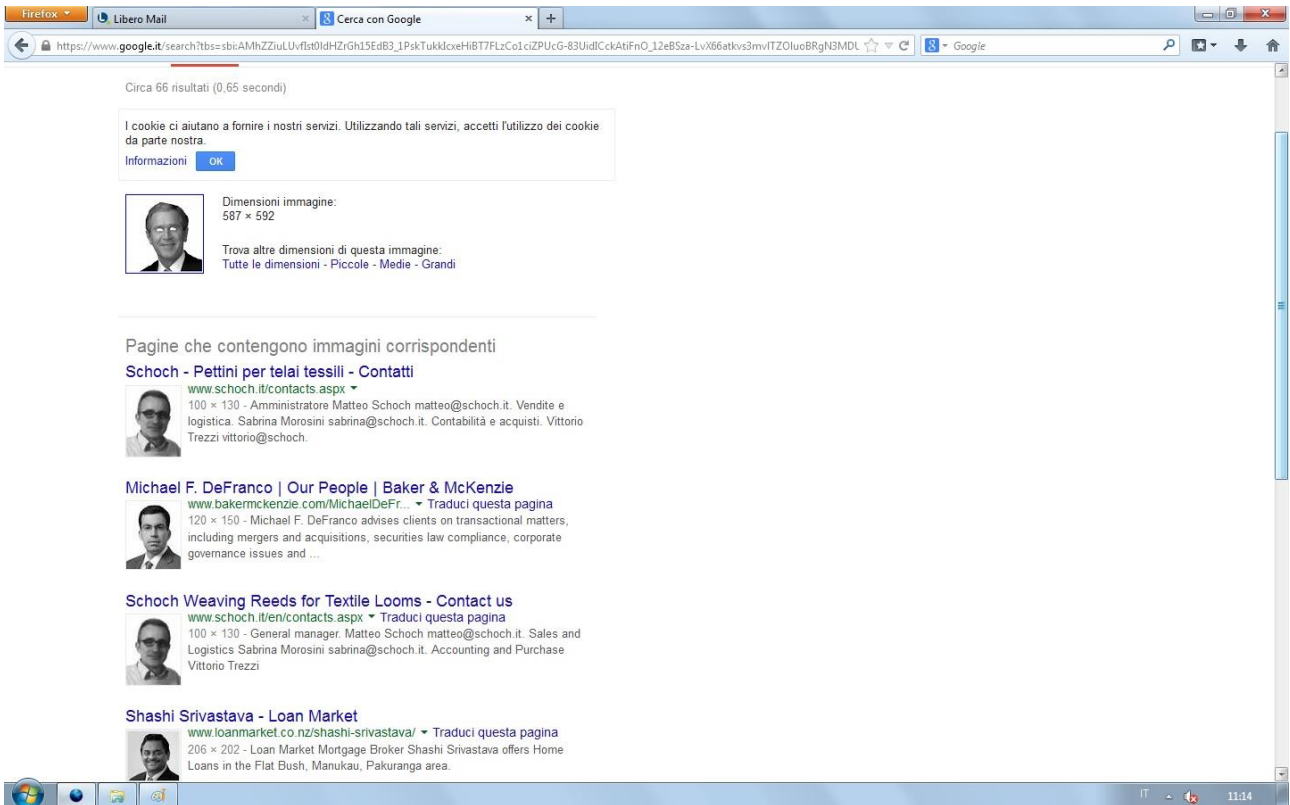 Firefox
Libero Mail
Cerca con Google
Google
Circa 66 risultati (0,65 secondi)
I cookie ci aiutano a fornire i nostri servizi. Utilizzando tali servizi, accetti l'utilizzo dei cookie
da parte nostra.
Informazioni OK
Dimensioni immagine:
587 × 592
Trova altre dimensioni di questa immagine:
Tutte le dimensioni - Piccole - Medie - Grandi
Pagine che contengono immagini corrispondenti
Schoch - Pettini per telai tessili - Contatti
www.schoch.it/contacts.aspx
100 × 130 - Amministratore Matteo Schoch matteo@schoch.it. Vendite e
logistica. Sabrina Morosini sabrina@schoch.it. Contabilità e acquisti. Vittorio
Trezzi vittorio@schoch.
Michael F. DeFranco | Our People | Baker & McKenzie
www.bakermckenzie.com/MichaelDeFr... Traduci questa pagina
120 × 150 - Michael F. DeFranco advises clients on transactional matters,
including mergers and acquisitions, securities law compliance, corporate
governance issues and ...
Schoch Weaving Reeds for Textile Looms - Contact us
www.schoch.it/en/contacts.aspx Traduci questa pagina
100 × 130 - General manager. Matteo Schoch matteo@schoch.it. Sales and
Logistics Sabrina Morosini sabrina@schoch.it. Accounting and Purchase
Vittorio Trezzi
Shashi Srivastava - Loan Market
www.loanmarket.co.nz/shashi-srivastava/ Traduci questa pagina
206 × 202 - Loan Market Mortgage Broker Shashi Srivastava offers Home
Loans in the Flat Bush, Manukau, Pakuranga area.
IT 11:14